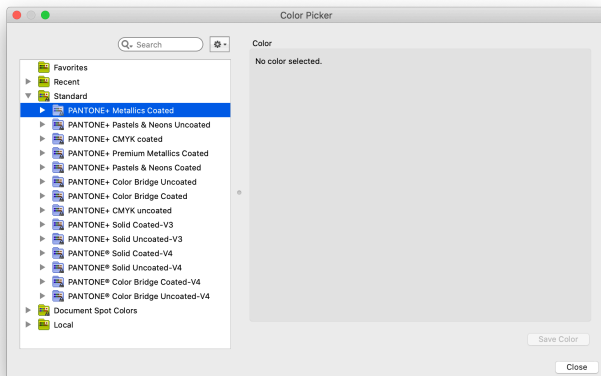 Color Picker
Search
Color
No color selected.
Favorites
Recent
Standard
PANTONE+ Metallics Coated
PANTONE+ Pastels & Neons Uncoated
PANTONE+ CMYK coated
PANTONE+ Premium Metallics Coated
PANTONE+ Pastels & Neons Coated
PANTONE+ Color Bridge Uncoated
PANTONE+ Color Bridge Coated
PANTONE+ CMYK uncoated
PANTONE+ Solid Coated-V3
PANTONE+ Solid Uncoated-V3
PANTONE® Solid Coated-V4
PANTONE® Solid Uncoated-V4
PANTONE® Color Bridge Coated-V4
PANTONE® Color Bridge Uncoated-V4
Document Spot Colors
Local
Save Color
Close